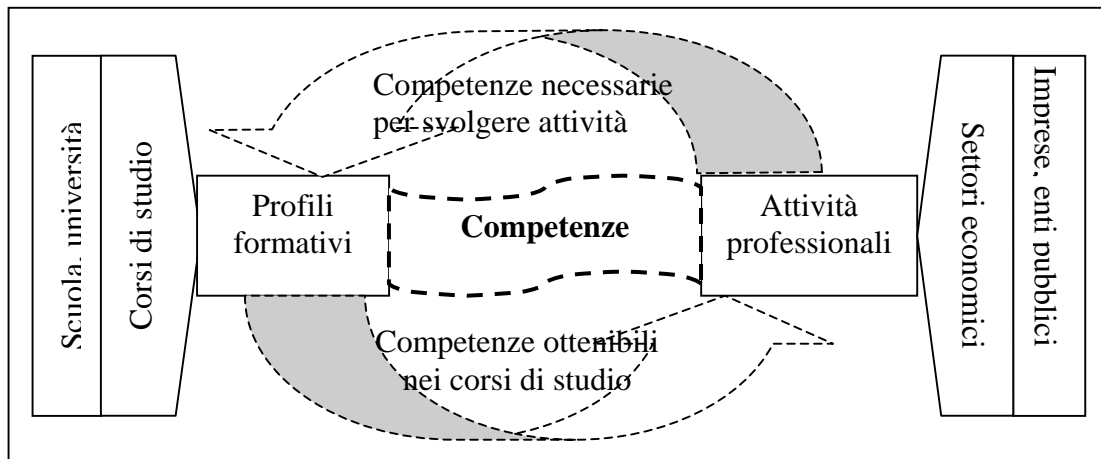 Scuola, università
Corsi di studio
Competenze necessarie
per svolgere attività
Profili
formativi
Competenze
Attività
professionali
Competenze ottenibili
nei corsi di studio
Settori economici
Imprese, enti pubblici